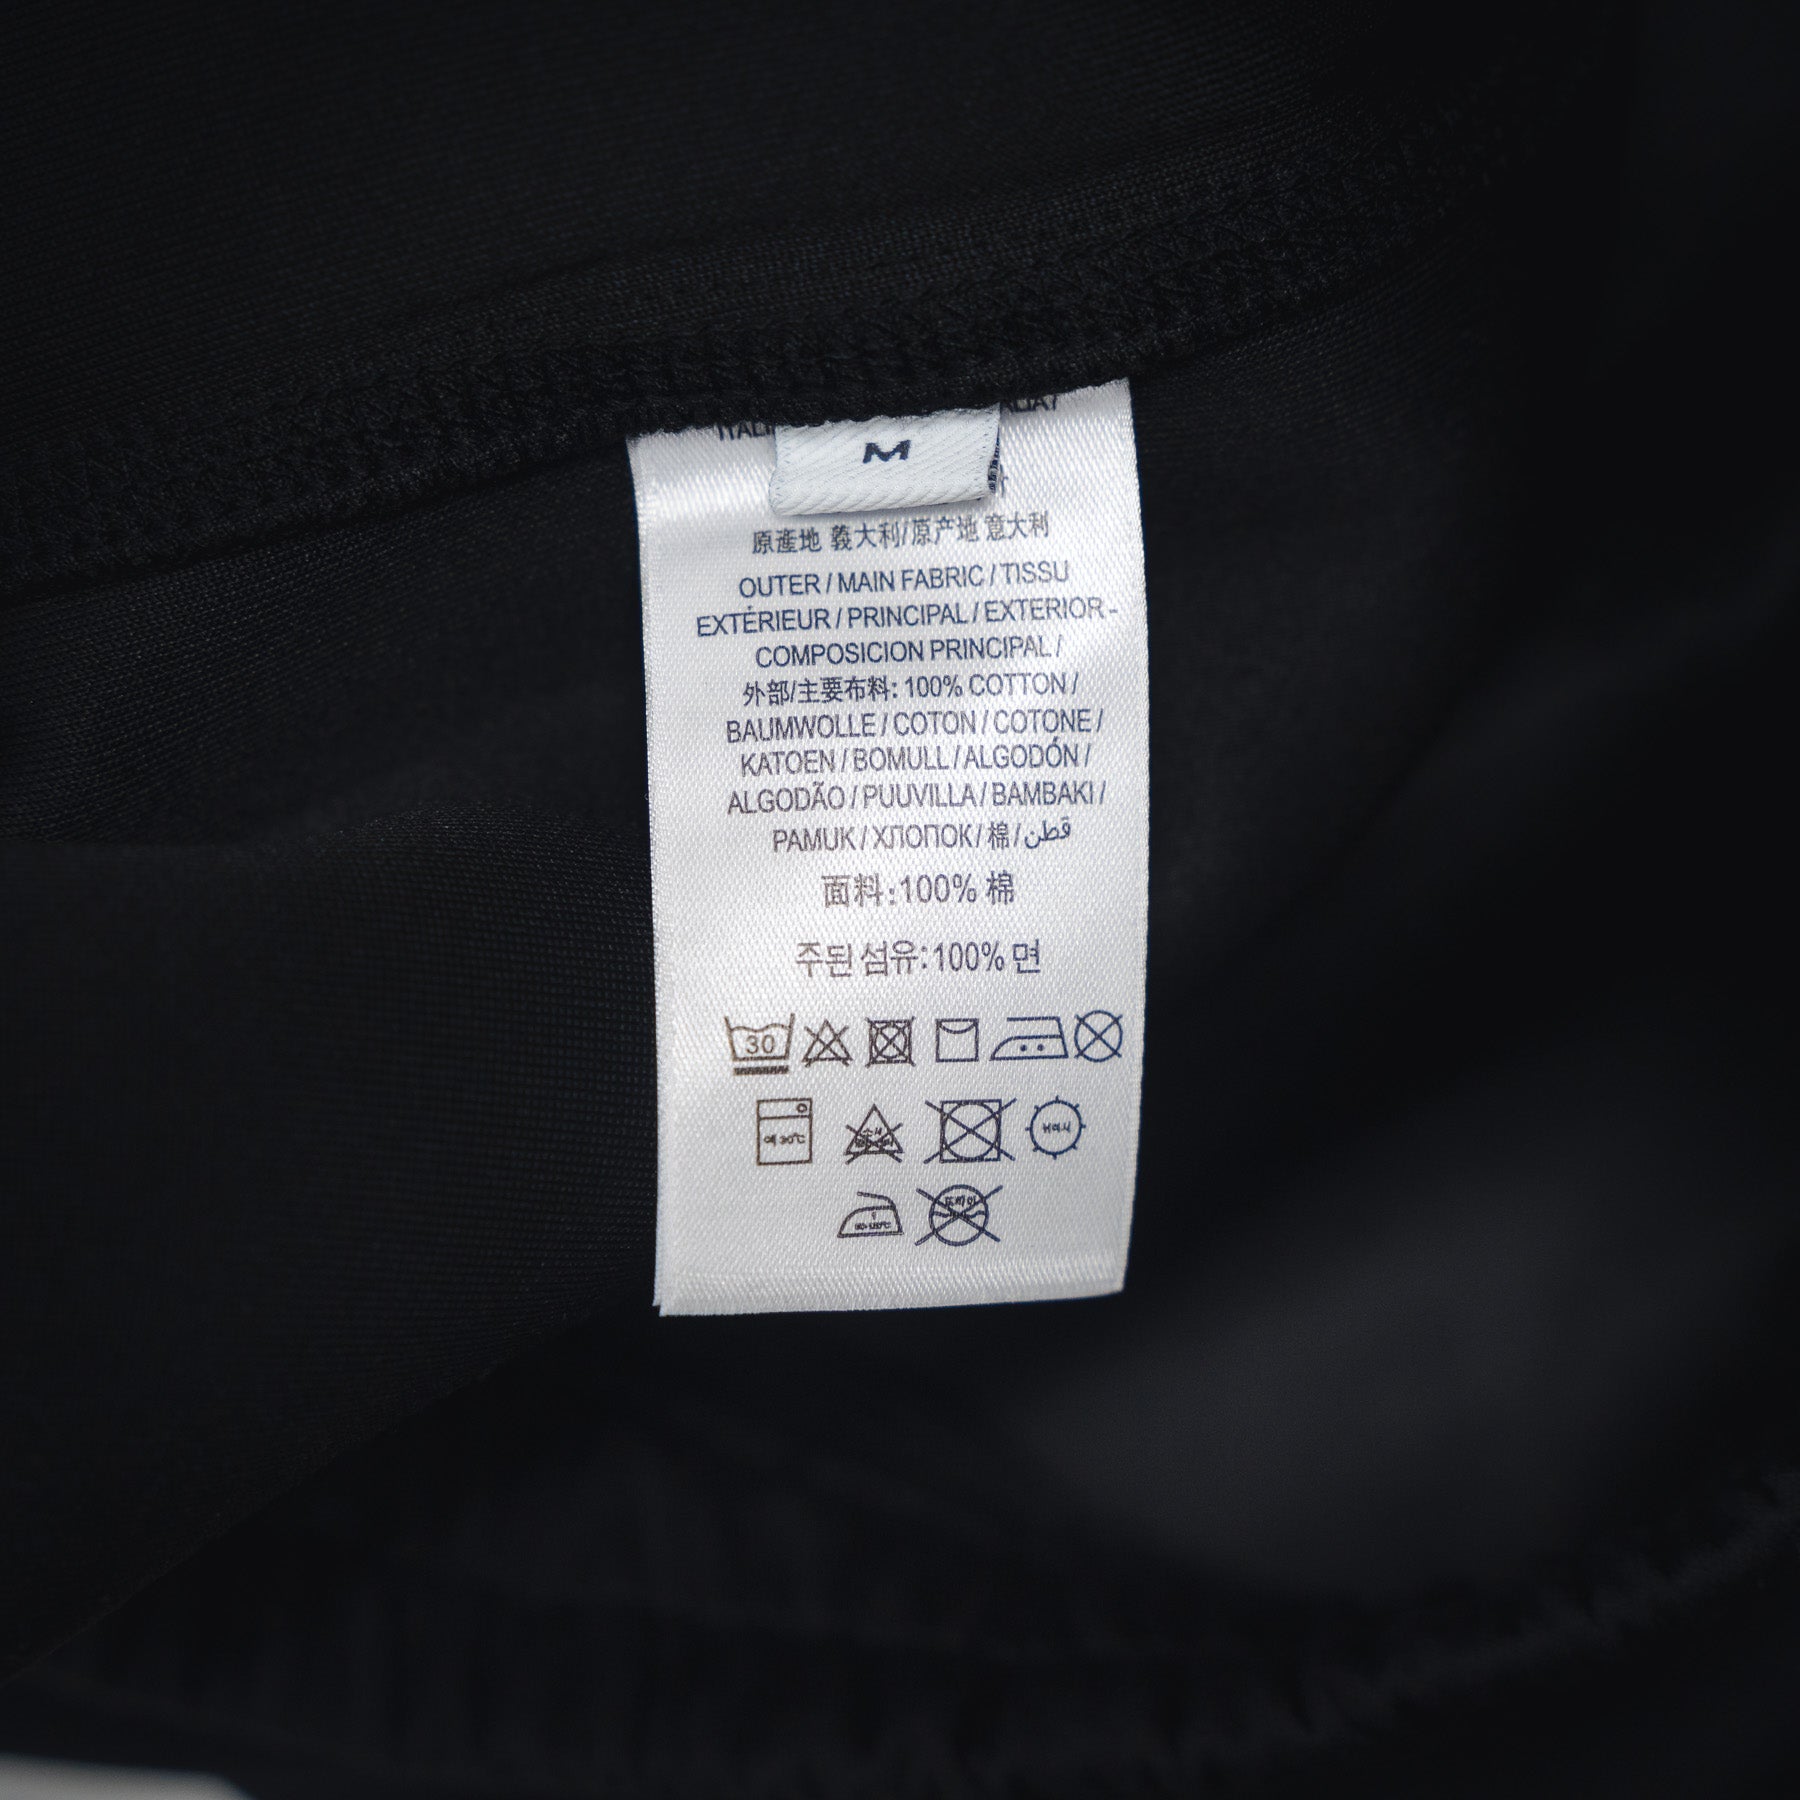 M
原產地 義大利/原产地 意大利
OUTER / MAIN FABRIC / TISSU
EXTÉRIEUR / PRINCIPAL / EXTERIOR -
COMPOSICION PRINCIPAL /
外部/主要布料: 100% COTTON /
BAUMWOLLE / COTON / COTONE /
KATOEN / BOMULL / ALGODÓN /
ALGODÃO / PUUVILLA / BAMBAKI /
PAMUK / ХЛОПОК / 棉 / قطن
面料:100% 棉
주된 섬유:100% 면
30